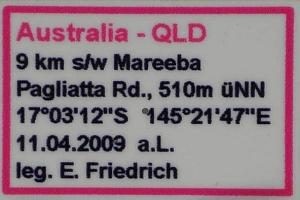 Australia - QLD
9 km s/w Mareeba
Pagliatta Rd., 510m üNN
17°03'12"S 145°21'47"E
11.04.2009 a.L.
leg. E. Friedrich